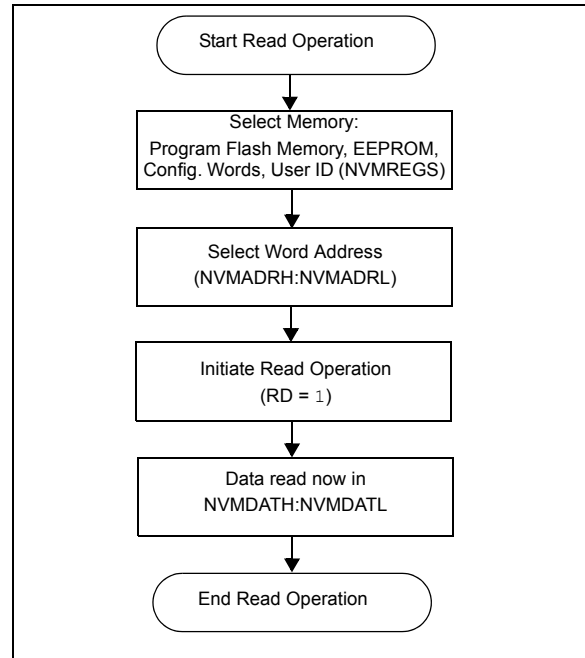 Start Read Operation
Select Memory:
Program Flash Memory, EEPROM,
Config. Words, User ID (NVMREGS)
Select Word Address
(NVMADRH:NVMADRL)
Initiate Read Operation
(RD = 1)
Data read now in
NVMDATH:NVMDATL
End Read Operation